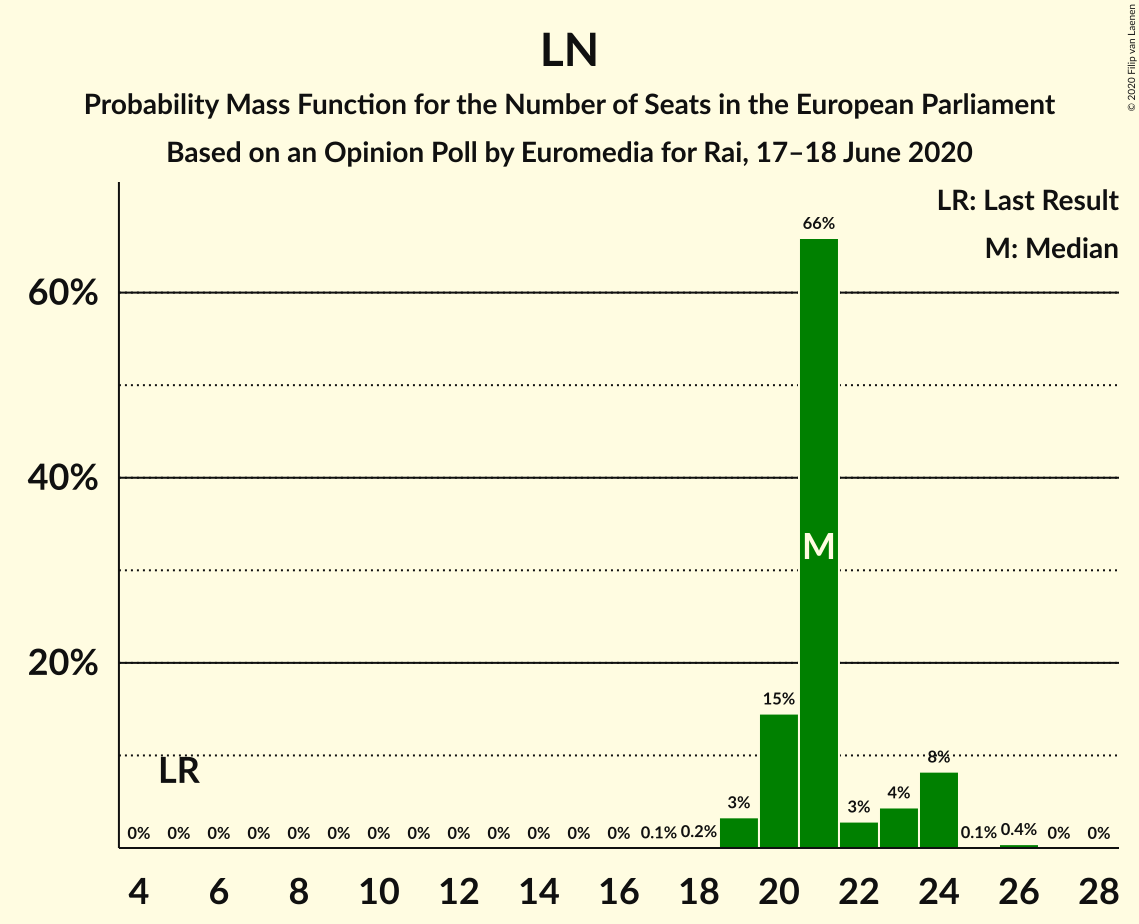 LN
Probability Mass Function for the Number of Seats in the European Parliament
Based on an Opinion Poll by Euromedia for Rai, 17–18 June 2020
© 2020 Filip van Laenen
LR: Last Result
M: Median
66%
60%
40%
M
20%
15%
8%
LR
3%
3%
4%
0% 0% 0% 0% 0% 0% 0% 0% 0% 0% 0% 0% 0% 0.1% 0.2% 0.1% 0.4% 0% 0%
4 6 8 10 12 14 16 18 20 22 24 26 28